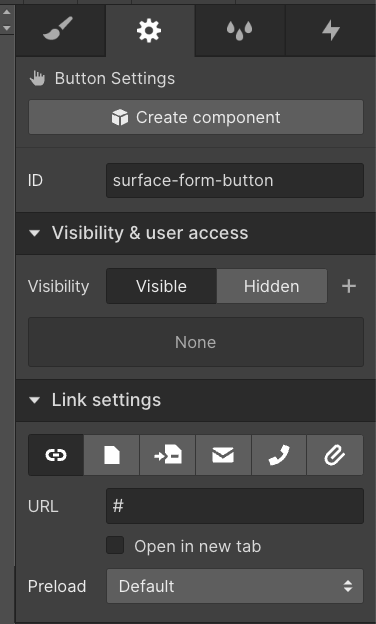 Button Settings
Create component
ID surface-form-button
Visibility & user access
Visibility Visible Hidden +
None
Link settings
URL #
Open in new tab
Preload Default